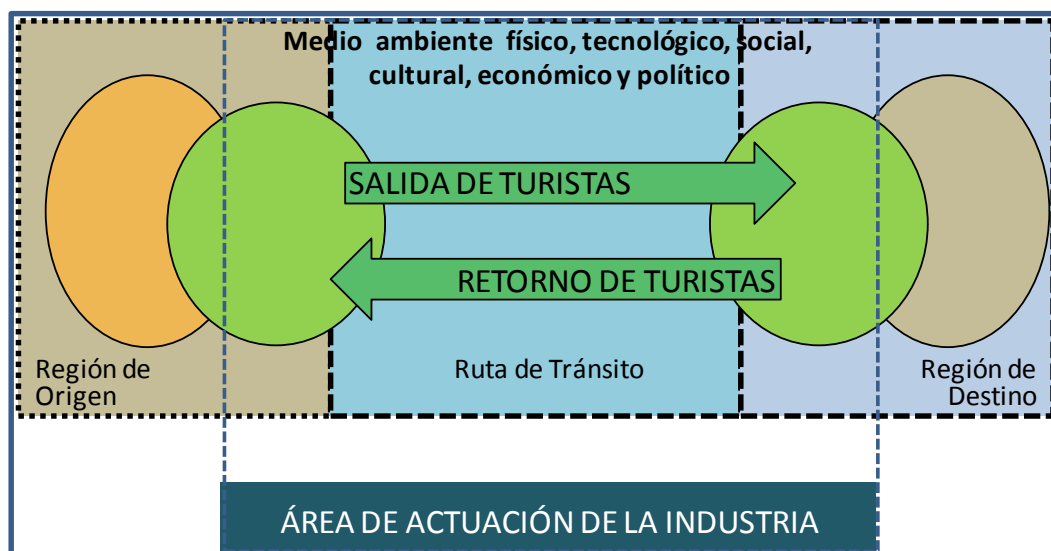 Medio ambiente físico, tecnológico, social,
cultural, económico y político
SALIDA DE TURISTAS
RETORNO DE TURISTAS
Región de
Origen
Ruta de Tránsito
Región de
Destino
ÁREA DE ACTUACIÓN DE LA INDUSTRIA